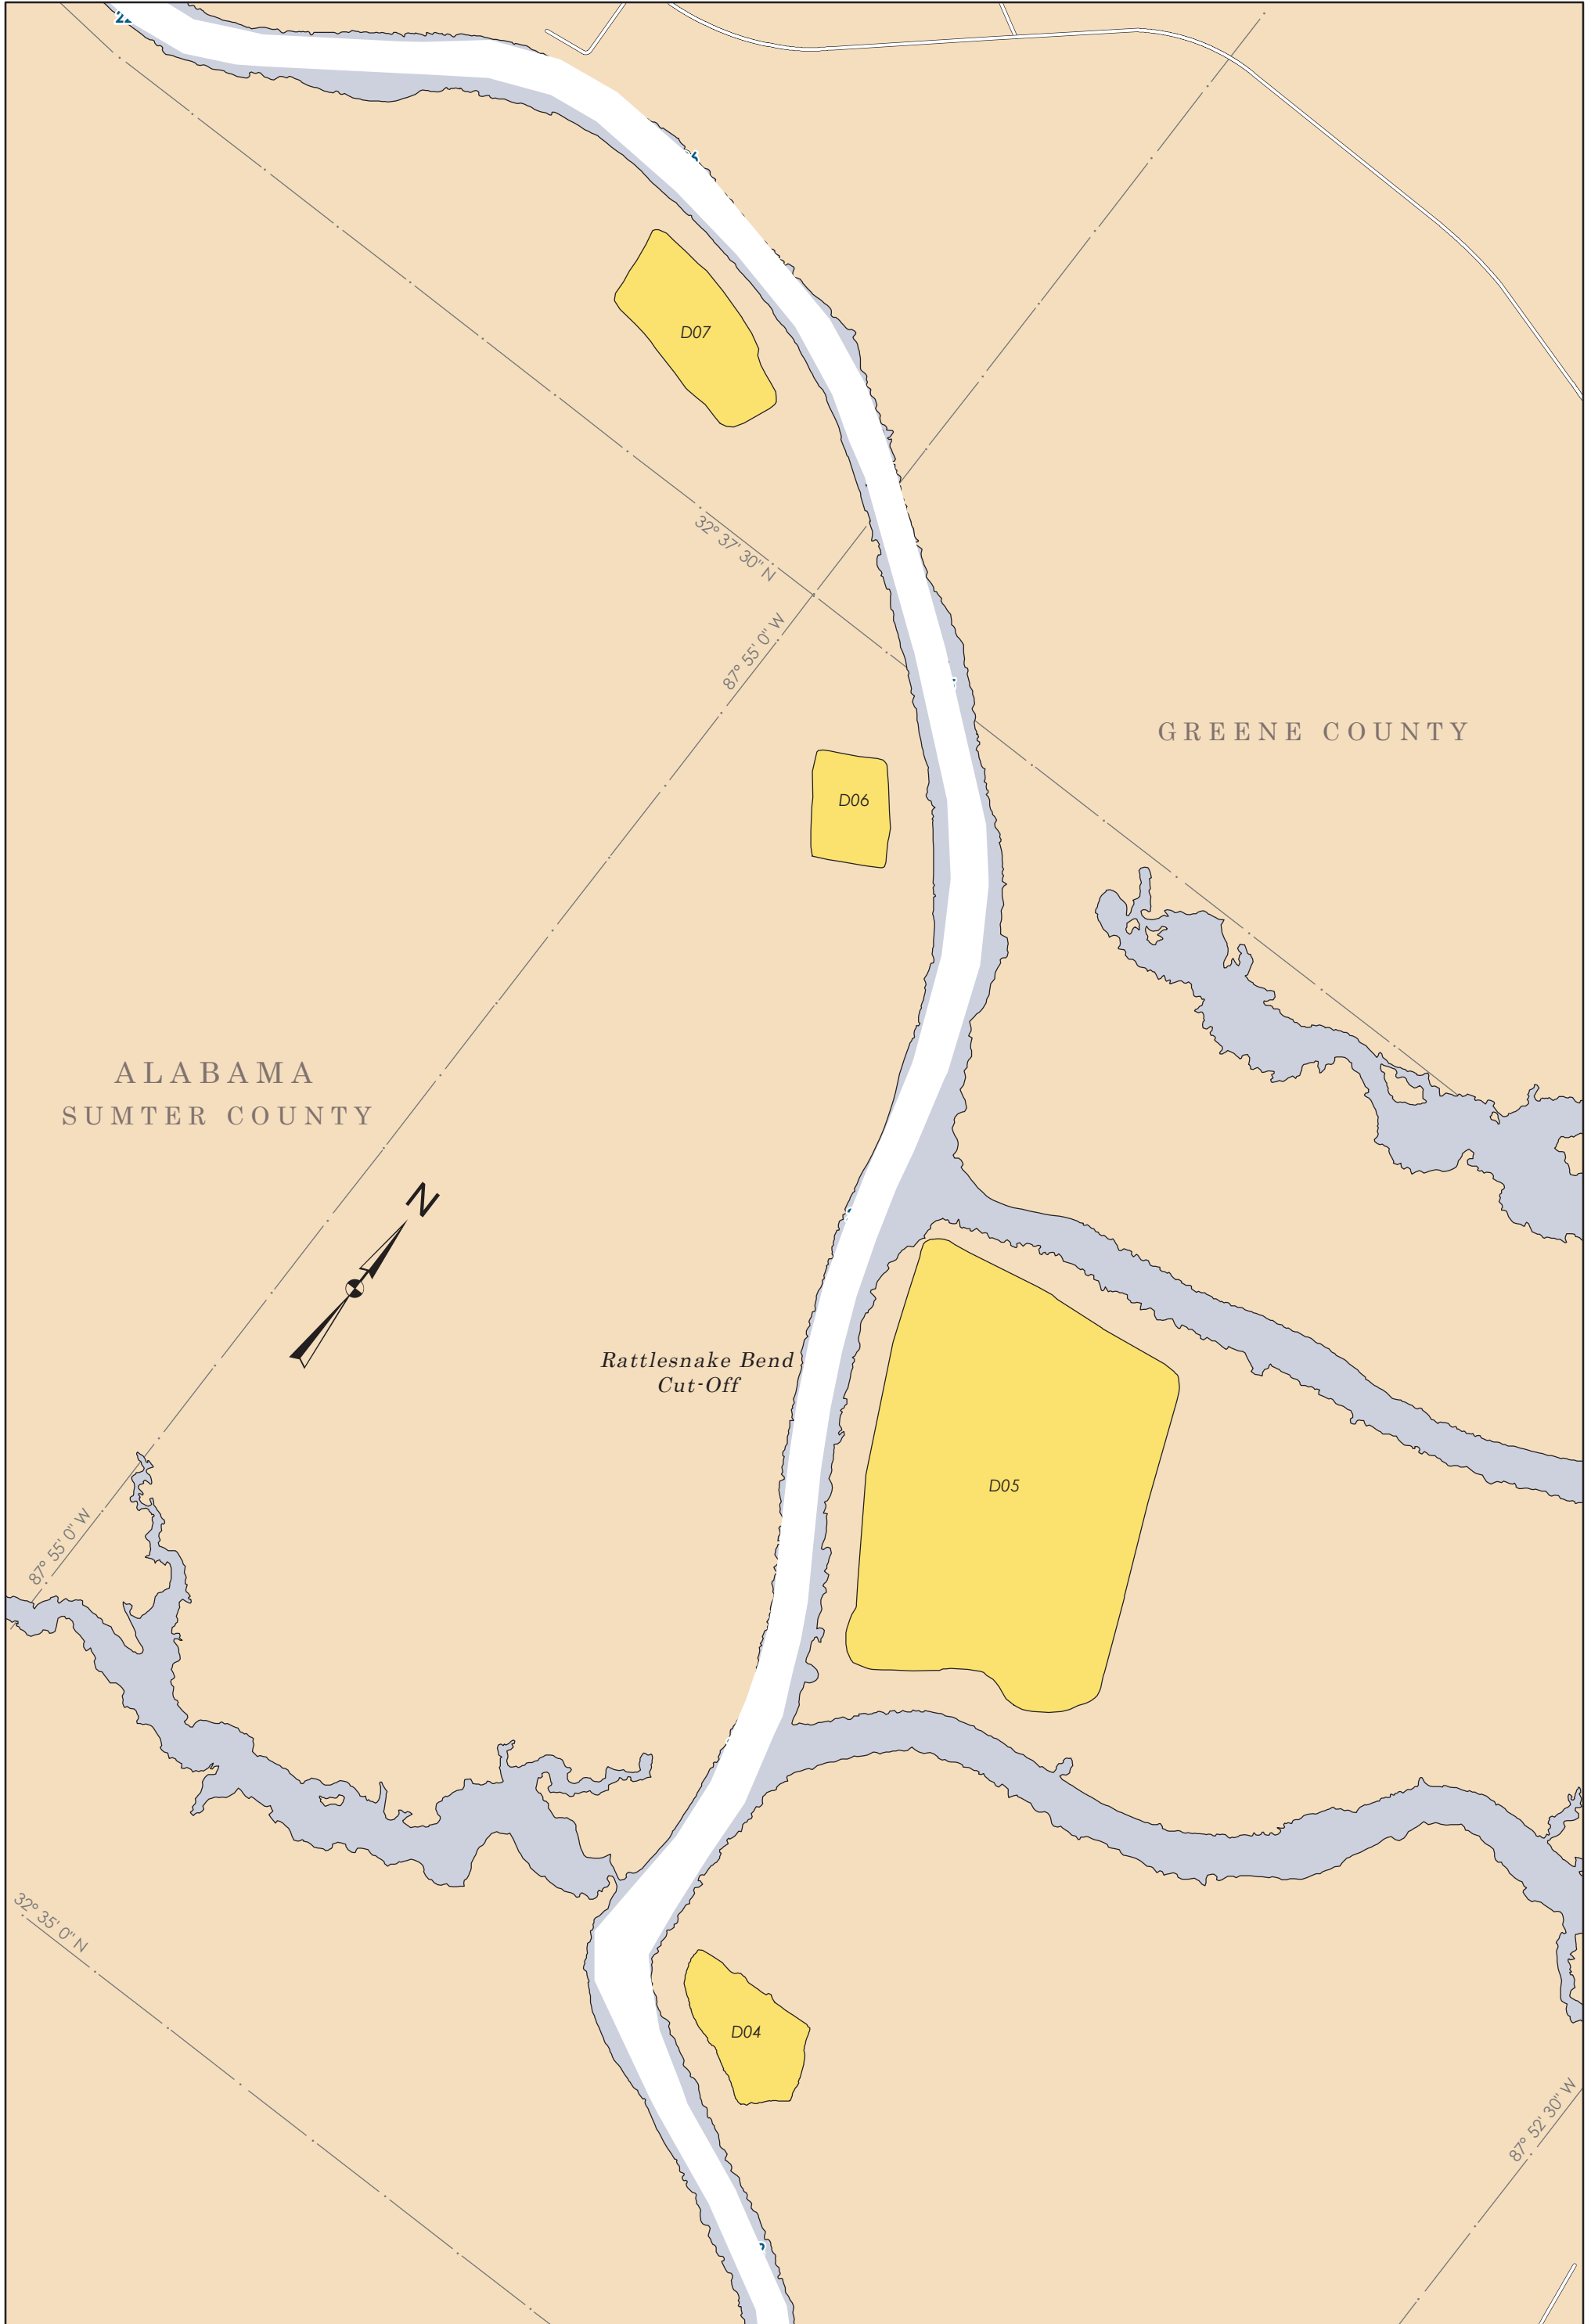 D07
32° 37' 30" N
87° 55' 0" W
GREENE COUNTY
D06
ALABAMA
SUMTER COUNTY
N
Rattlesnake Bend
Cut-Off
D05
87° 55' 0" W
32° 35' 0" N
D04
87° 52' 30" W